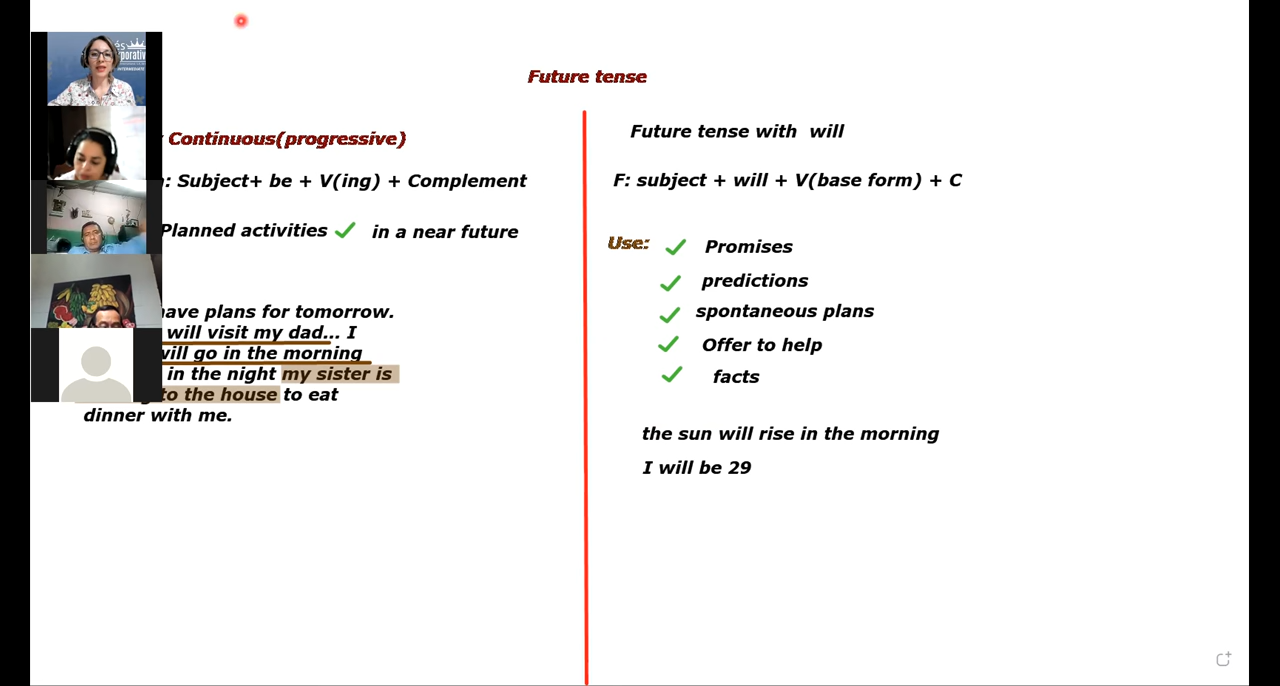 Future tense
Continuous(progressive)
: Subject+ be + V(ing) + Complement
Planned activities in a near future
have plans for tomorrow.
will visit my dad... I
will go in the morning
in the night my sister is
to the house to eat
dinner with me.
Future tense with will
F: subject + will + V(base form) + C
Use: Promises
predictions
spontaneous plans
Offer to help
facts
the sun will rise in the morning
I will be 29
INTERMEDIATE